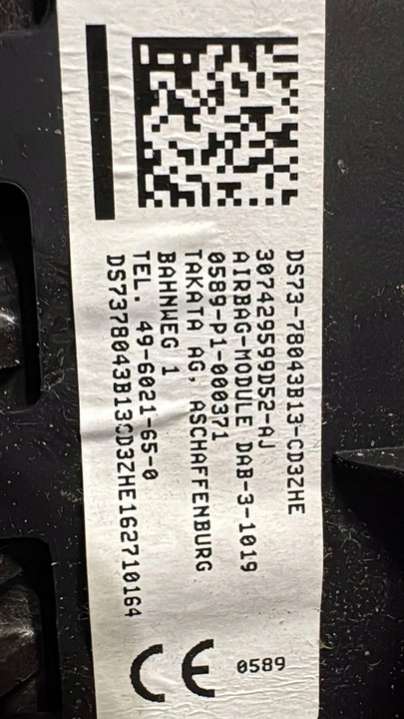 DS73-78043B13-CD3ZHE
307429599D52-AJ
AIRBAG-MODULE DAB-3-1019
0589-P1-000371
TAKATA AG, ASCHAFFENBURG
BAHNWEG 1
TEL. 49-6021-65-0
DS7378043B13CD3ZHE162710164
CE
0589